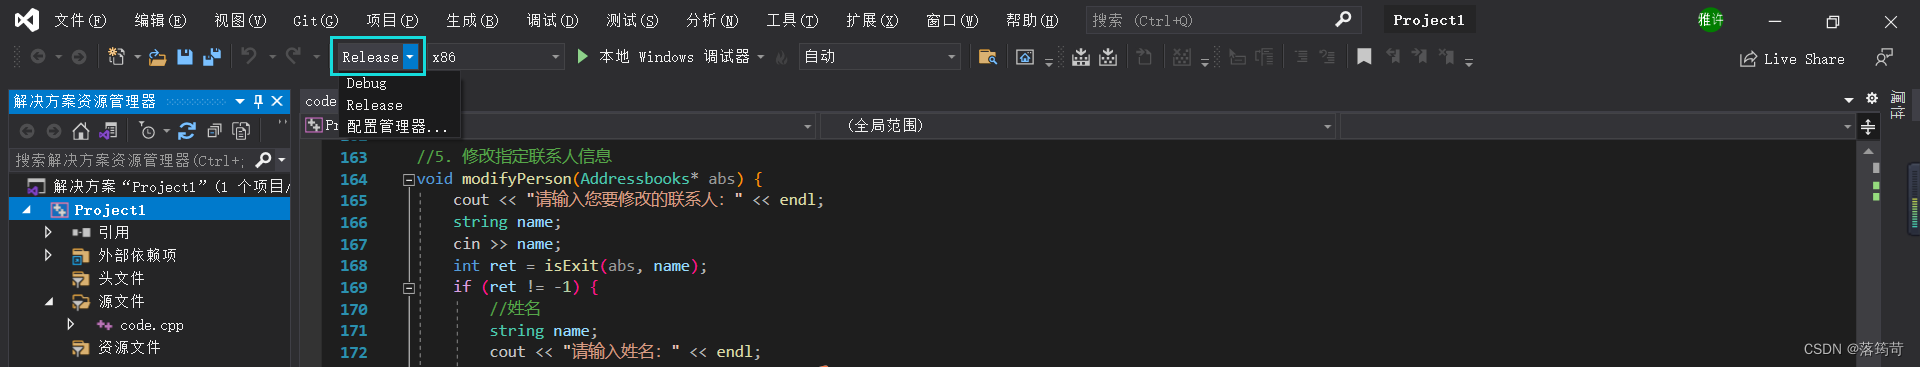 文件(F) 编辑(E) 视图(V) Git(G) 项目(P) 生成(B) 调试(D) 测试(S) 分析(N) 工具(T) 扩展(X) 窗口(W) 帮助(H) 搜索 (Ctrl+Q) Project1 雅许
Release x86 本地 Windows 调试器 自动 Live Share
Debug
Release
配置管理器...
解决方案资源管理器
搜索解决方案资源管理器(Ctrl+;
解决方案“Project1”(1 个项目/
Project1
引用
外部依赖项
头文件
源文件
code.cpp
资源文件
code
Pr (全局范围)
属性
163 //5. 修改指定联系人信息
164 void modifyPerson(Addressbooks* abs) {
165 cout << "请输入您要修改的联系人: " << endl;
166 string name;
167 cin >> name;
168 int ret = isExit(abs, name);
169 if (ret != -1) {
170 //姓名
171 string name;
172 cout << "请输入姓名: " << endl;
CSDN @落筠苛